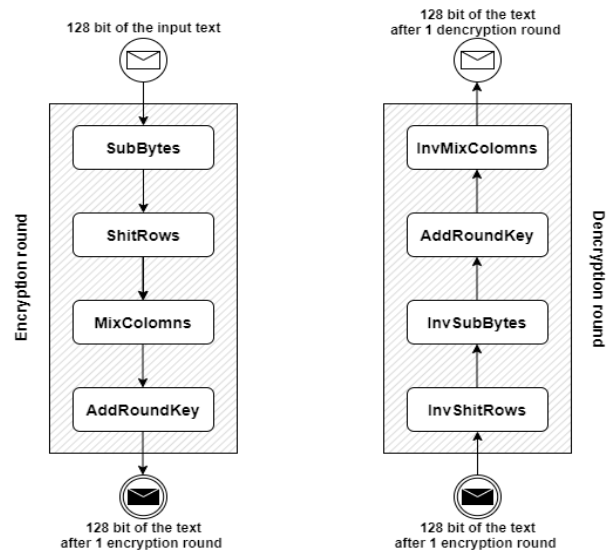 128 bit of the input text
Encryption round
SubBytes
ShitRows
MixColomns
AddRoundKey
128 bit of the text
after 1 encryption round
128 bit of the text
after 1 dencryption round
InvMixColomns
AddRoundKey
InvSubBytes
InvShitRows
Dencryption round
128 bit of the text
after 1 encryption round